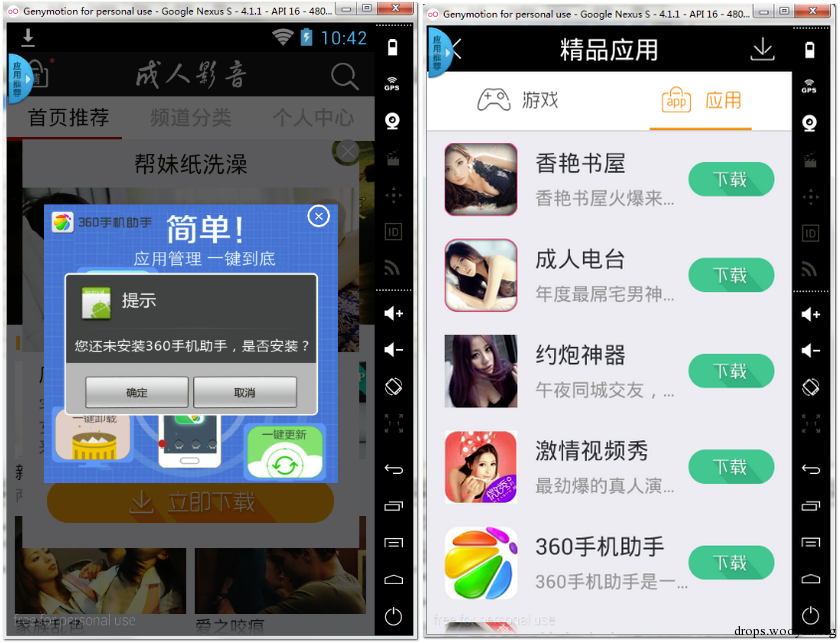 Genymotion for personal use - Google Nexus S - 4.1.1 - API 16 - 480...
10:42
应用推荐
成人影音
首页推荐 频道分类 个人中心
帮妹纸洗澡
360手机助手
简单!
应用管理 一键到底
提示
您还未安装360手机助手，是否安装？
确定 取消
一键卸载
一键更新
立即下载
家族乱色 爱之咬痕
free for personal use
GPS
ID
Genymotion for personal use - Google Nexus S - 4.1.1 - API 16 - 480...
应用推荐
精品应用
游戏 app 应用
香艳书屋
香艳书屋火爆来...
下载
成人电台
年度最屌宅男神...
下载
约炮神器
午夜同城交友，...
下载
激情视频秀
最劲爆的真人演...
下载
360手机助手
360手机助手是一...
下载
free for personal use
GPS
ID